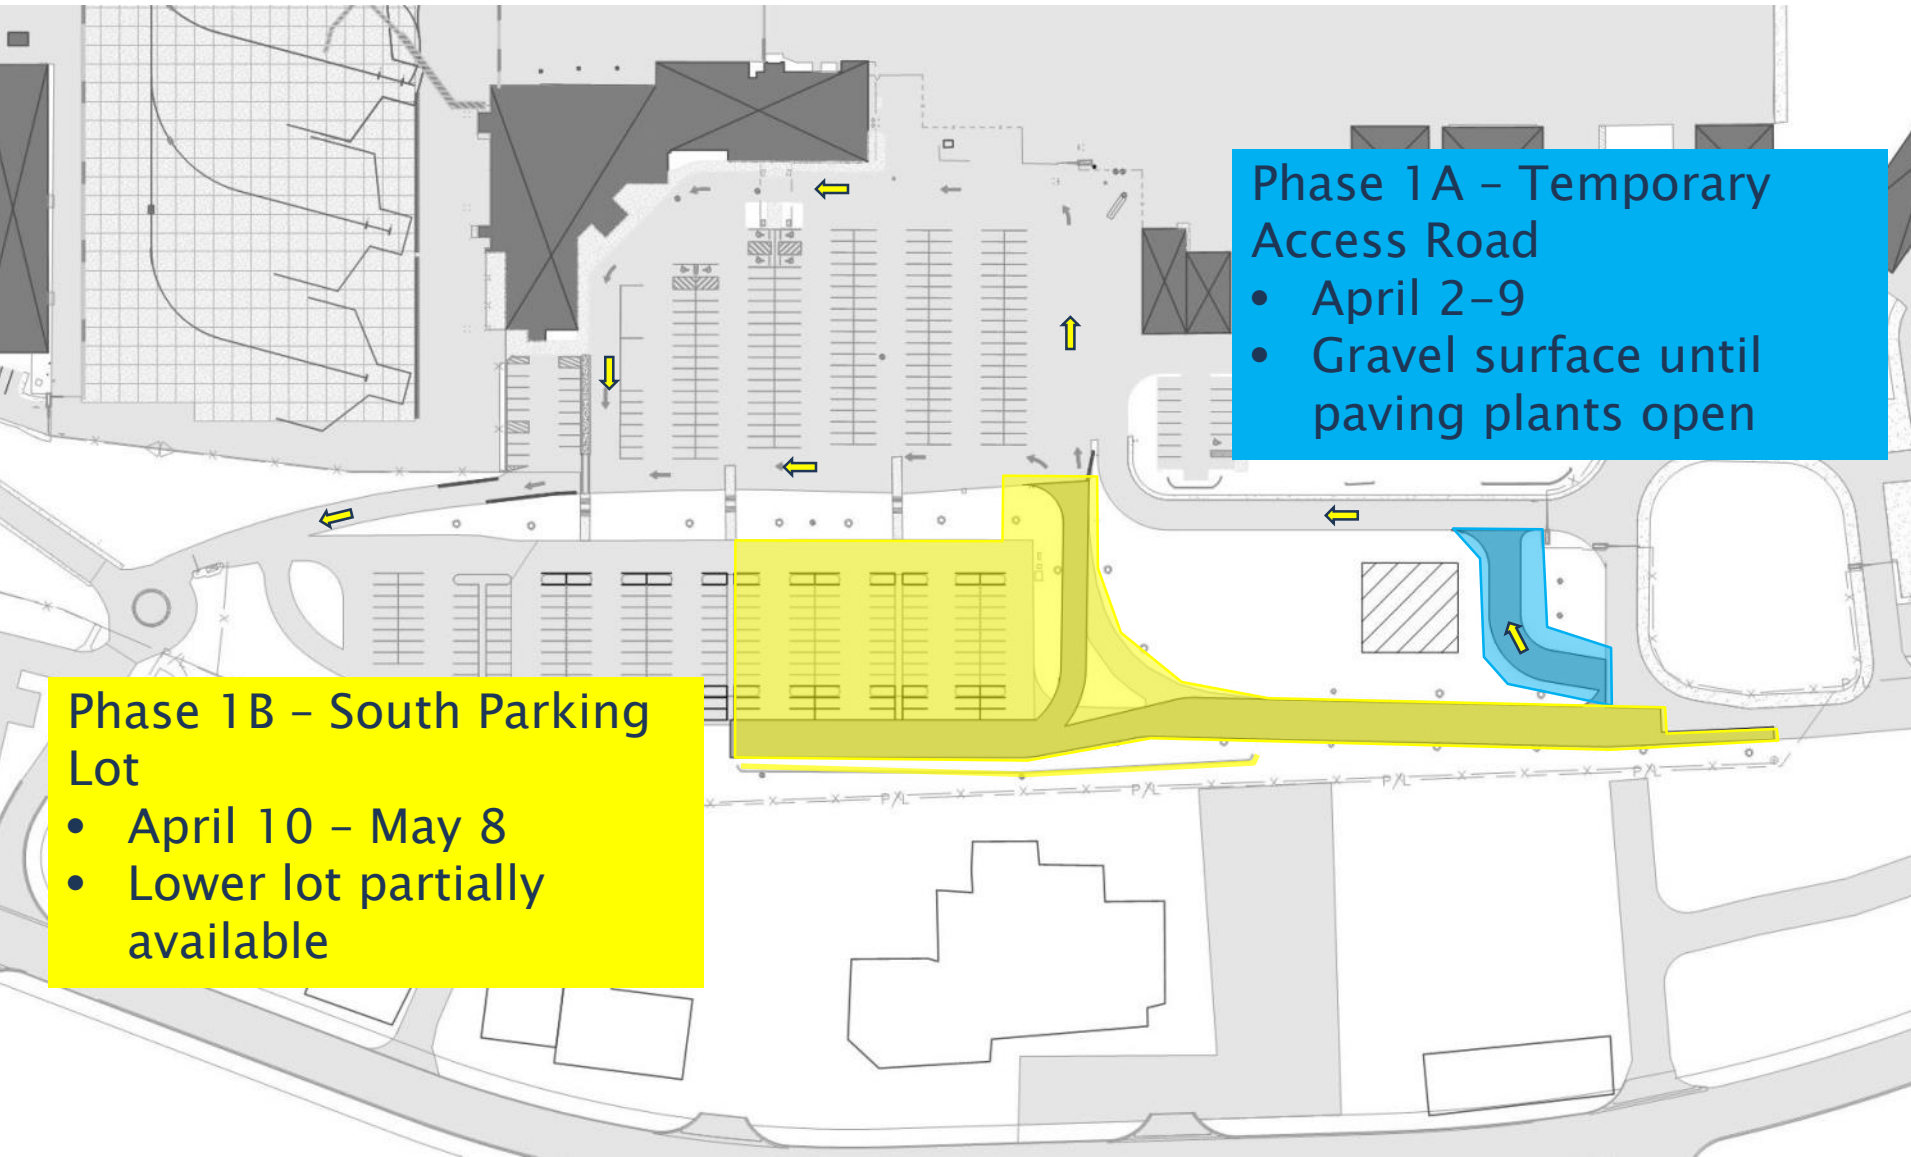 Phase 1A – Temporary
Access Road
• April 2–9
• Gravel surface until
paving plants open
Phase 1B – South Parking
Lot
• April 10 – May 8
• Lower lot partially
available
P/L
P/L
P/L
P/L
P/L